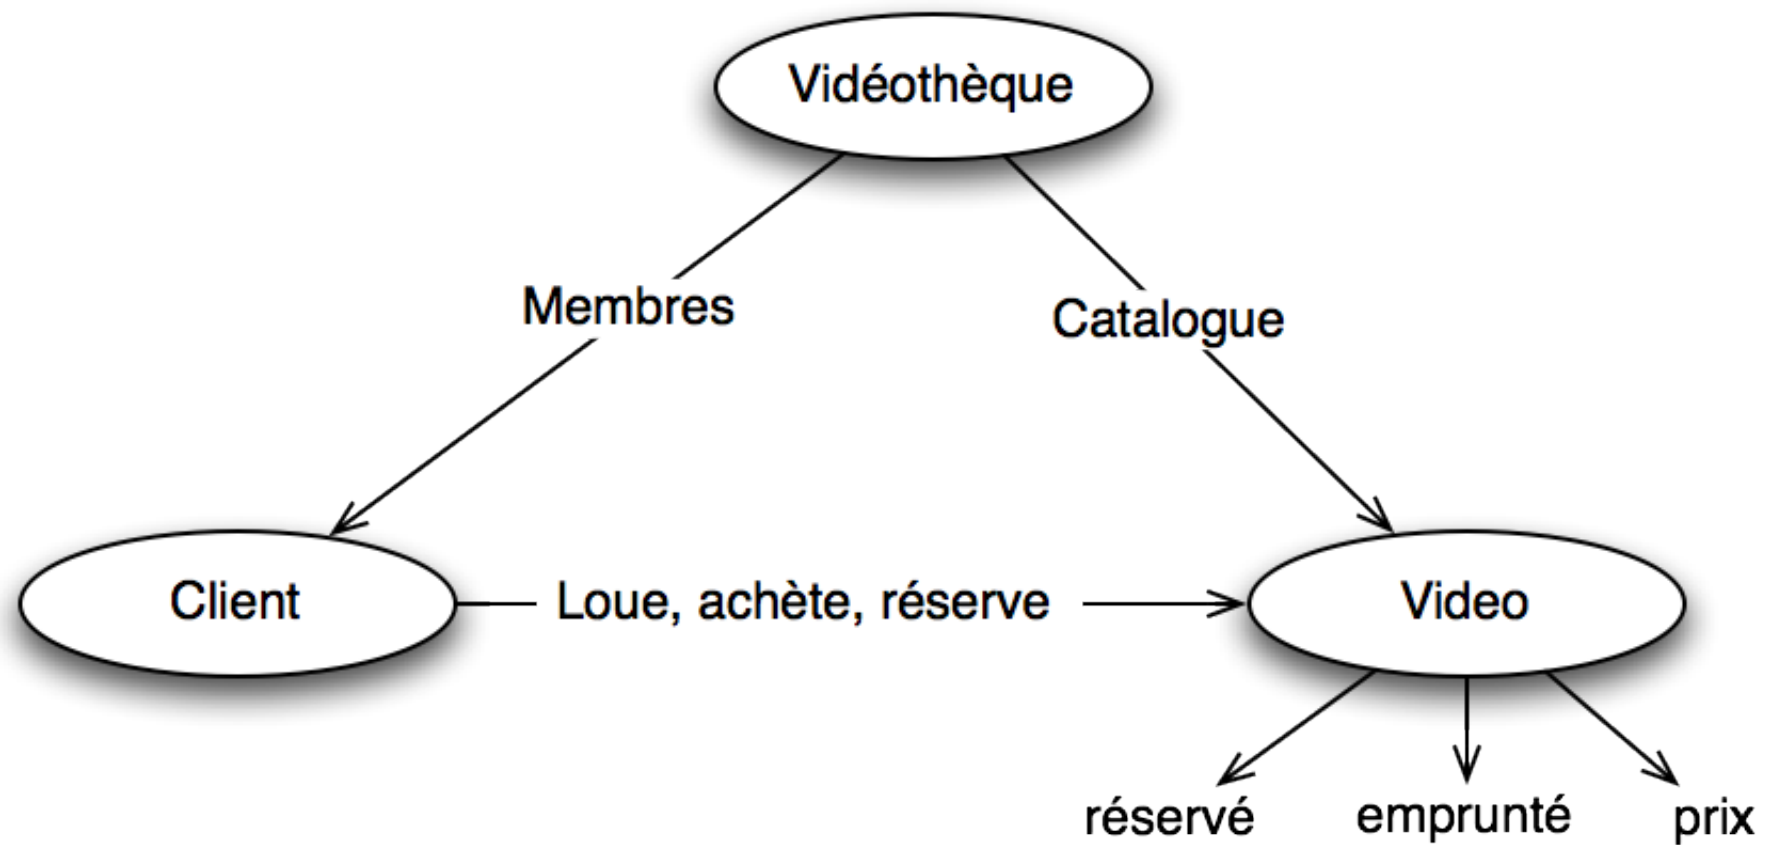 Vidéothèque
Membres
Catalogue
Client
Loue, achète, réserve
Video
réservé
emprunté
prix